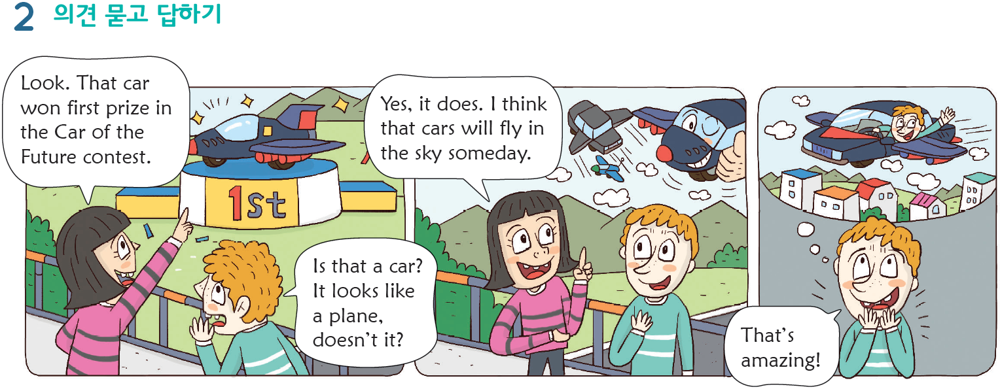 2 의견 묻고 답하기
Look. That car
won first prize in
the Car of the
Future contest.
1st
Is that a car?
It looks like
a plane,
doesn’t it?
Yes, it does. I think
that cars will fly in
the sky someday.
That’s
amazing!